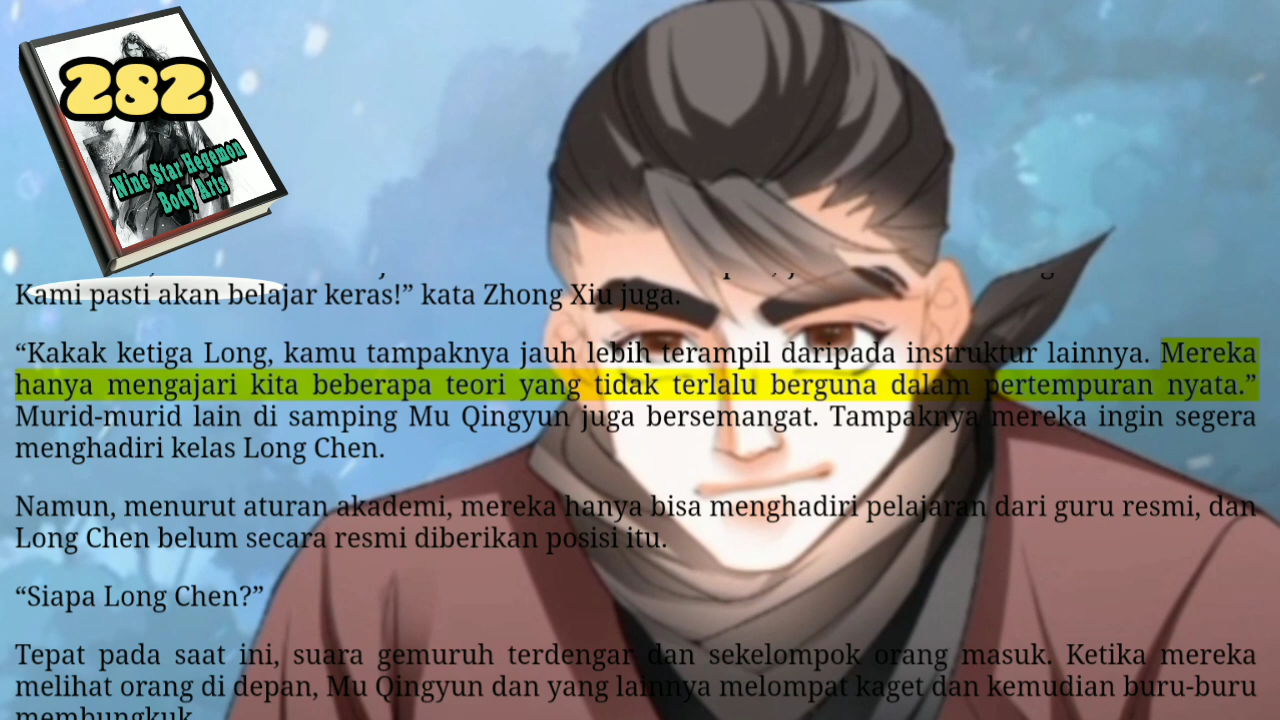 282
Nine Star Hegemon
Body Arts
Kami pasti akan belajar keras!” kata Zhong Xiu juga.
“Kakak ketiga Long, kamu tampaknya jauh lebih terampil daripada instruktur lainnya. Mereka
hanya mengajari kita beberapa teori yang tidak terlalu berguna dalam pertempuran nyata.”
Murid-murid lain di samping Mu Qingyun juga bersemangat. Tampaknya mereka ingin segera
menghadiri kelas Long Chen.
Namun, menurut aturan akademi, mereka hanya bisa menghadiri pelajaran dari guru resmi, dan
Long Chen belum secara resmi diberikan posisi itu.
“Siapa Long Chen?”
Tepat pada saat ini, suara gemuruh terdengar dan sekelompok orang masuk. Ketika mereka
melihat orang di depan, Mu Qingyun dan yang lainnya melompat kaget dan kemudian buru-buru
membungkuk.